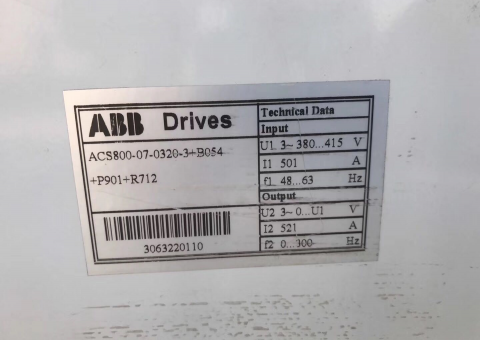 ABB Drives
ACS800-07-0320-3+B054
+P901+R712
3063220110
Technical Data
Input
U1 3~ 380...415 V
I1 501 A
f1 48...63 Hz
Output
U2 3~ 0...U1 V
I2 521 A
f2 0...300 Hz